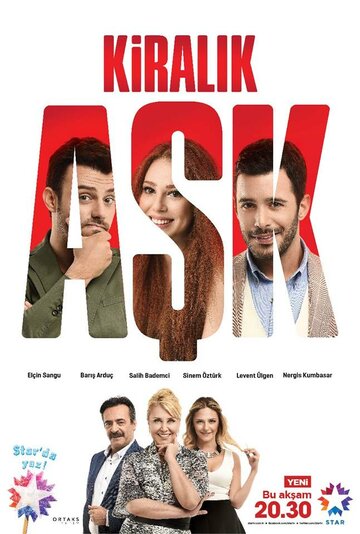 KİRALIK
AŞK
Elçin Sangu Barış Arduç Salih Bademci Sinem Öztürk Levent Ülgen Nergis Kumbasar
Star'da
yaz!
ORTAKS
YENİ
Bu akşam
20.30
STAR